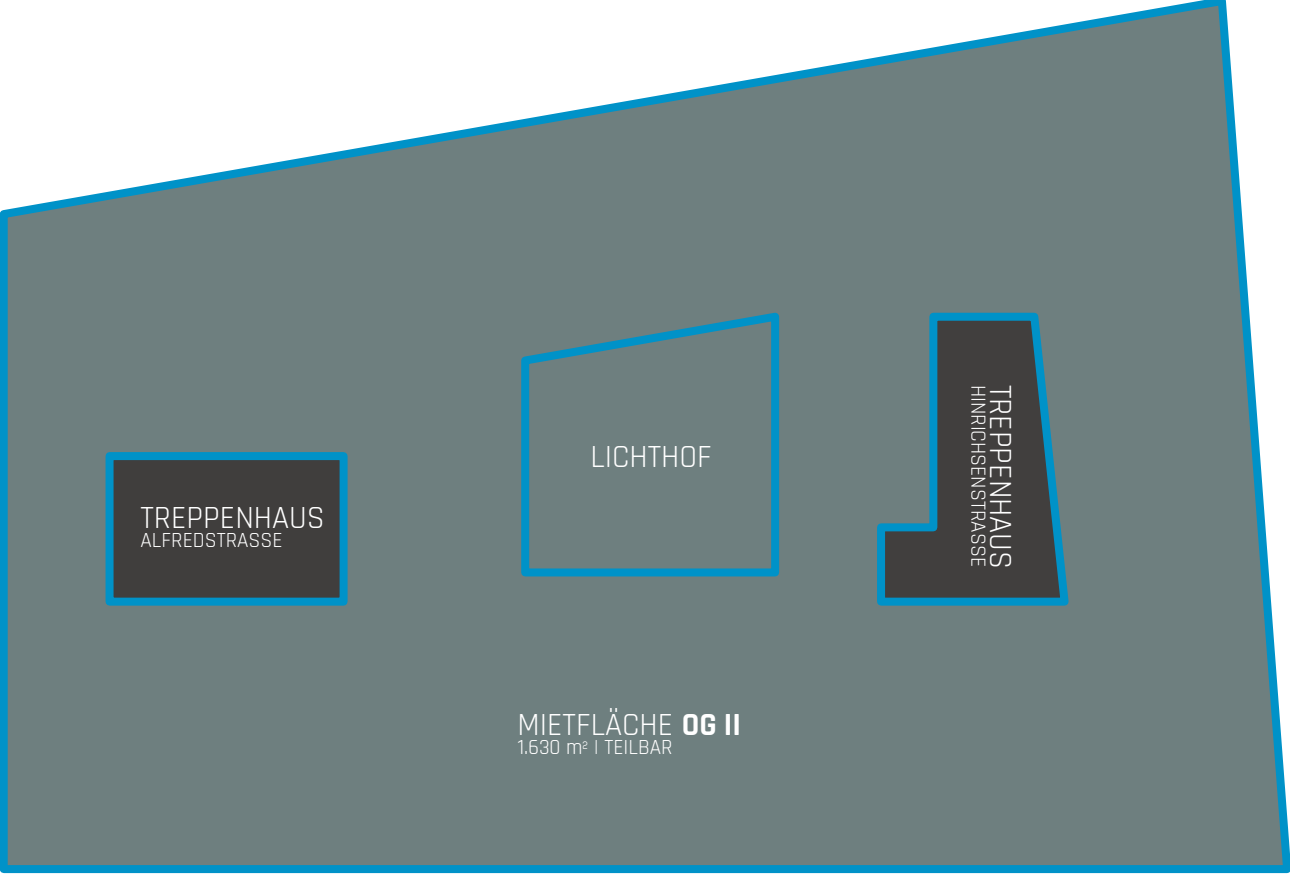 LICHTHOF
TREPPENHAUS
HINRICHSENSTRASSE
TREPPENHAUS
ALFREDSTRASSE
MIETFLÄCHE OG II
1.630 m² | TEILBAR